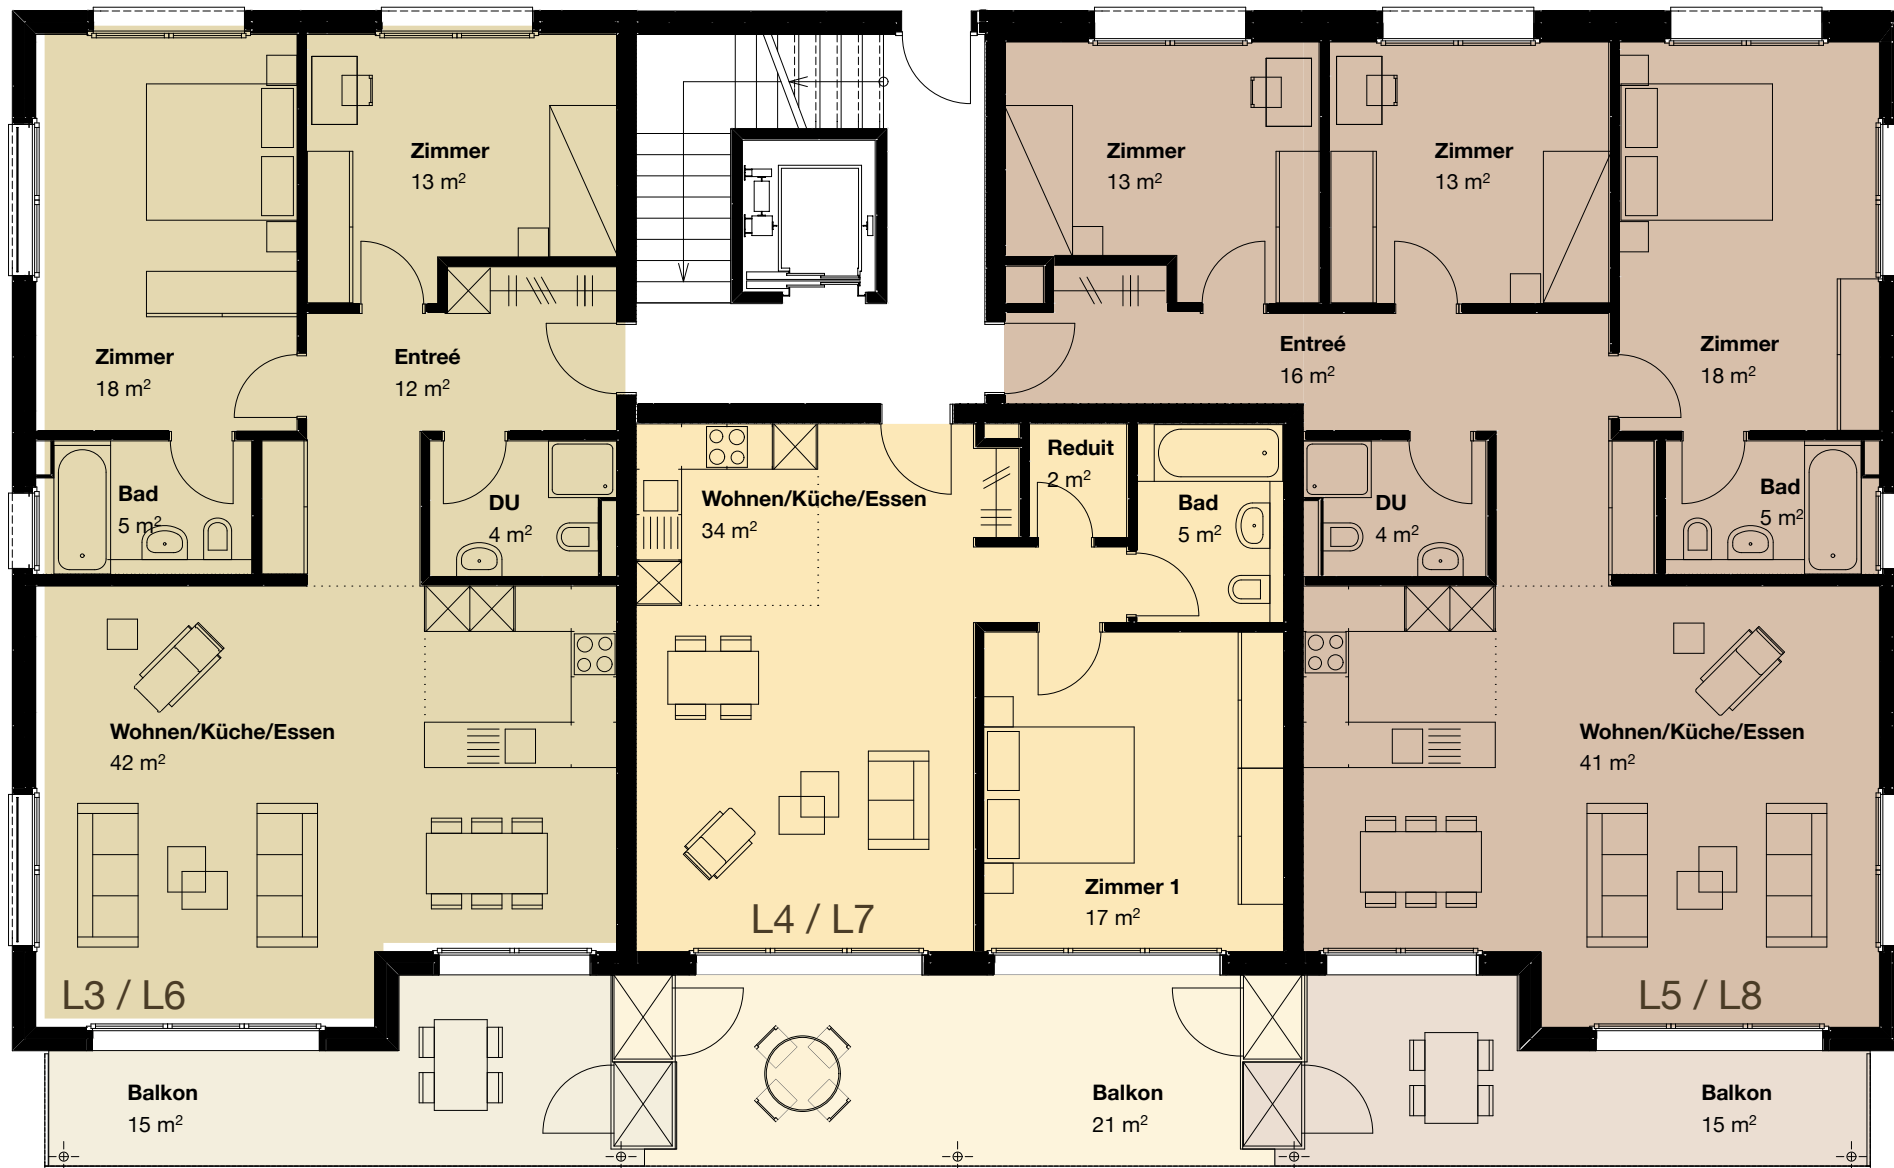 Zimmer
13 m²
Zimmer
13 m²
Zimmer
13 m²
Zimmer
18 m²
Entreé
12 m²
Entreé
16 m²
Zimmer
18 m²
Bad
5 m²
DU
4 m²
Wohnen/Küche/Essen
34 m²
Reduit
2 m²
Bad
5 m²
DU
4 m²
Bad
5 m²
Wohnen/Küche/Essen
42 m²
Wohnen/Küche/Essen
41 m²
Zimmer 1
17 m²
L4 / L7
L3 / L6
L5 / L8
Balkon
15 m²
Balkon
21 m²
Balkon
15 m²